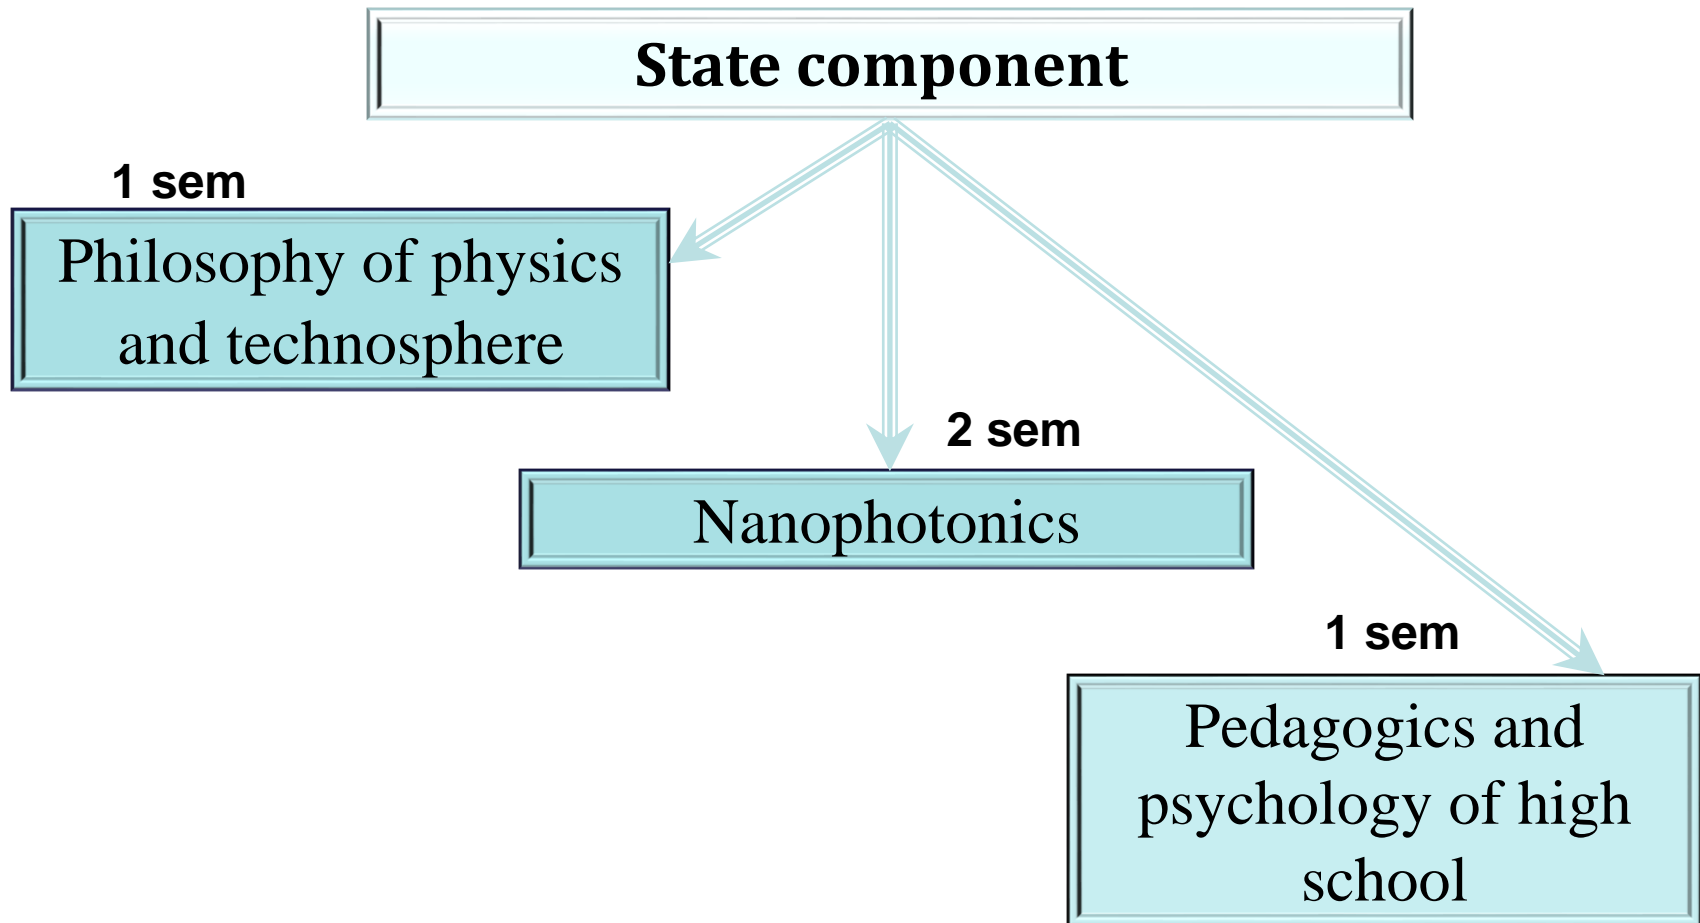 State component
1 sem
Philosophy of physics
and technosphere
2 sem
Nanophotonics
1 sem
Pedagogics and
psychology of high
school